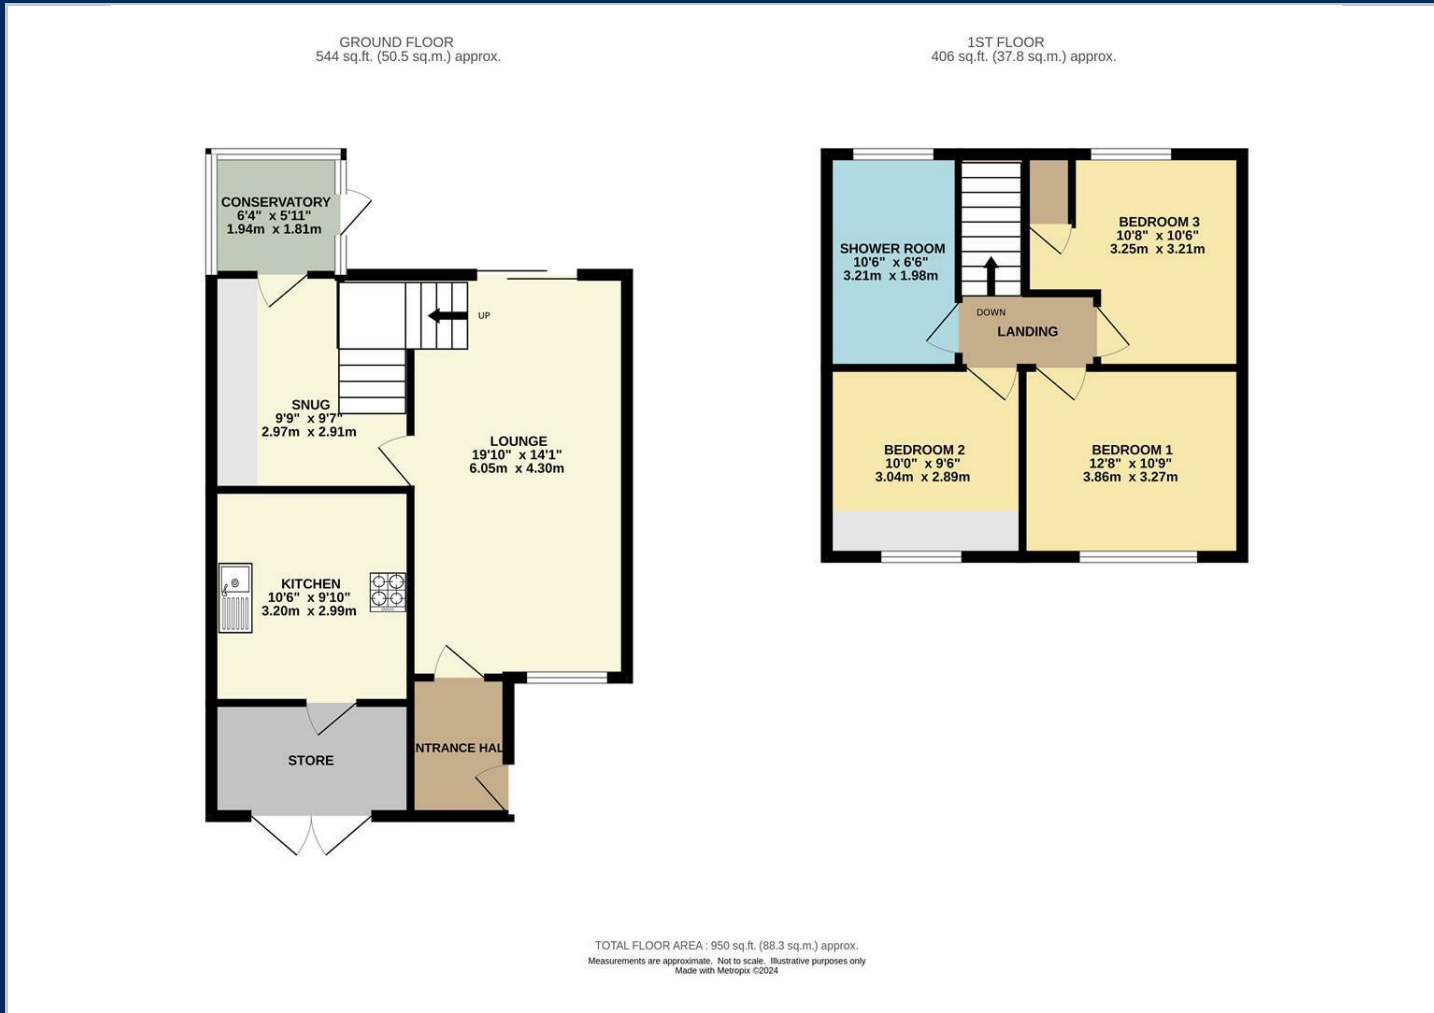 GROUND FLOOR
544 sq.ft. (50.5 sq.m.) approx.
1ST FLOOR
406 sq.ft. (37.8 sq.m.) approx.
CONSERVATORY
6'4" x 5'11"
1.94m x 1.81m
UP
SNUG
9'9" x 9'7"
2.97m x 2.91m
LOUNGE
19'10" x 14'1"
6.05m x 4.30m
KITCHEN
10'6" x 9'10"
3.20m x 2.99m
NTRANCE HAL
STORE
SHOWER ROOM
10'6" x 6'6"
3.21m x 1.98m
BEDROOM 3
10'8" x 10'6"
3.25m x 3.21m
DOWN
LANDING
BEDROOM 2
10'0" x 9'6"
3.04m x 2.89m
BEDROOM 1
12'8" x 10'9"
3.86m x 3.27m
TOTAL FLOOR AREA : 950 sq.ft. (88.3 sq.m.) approx.
Measurements are approximate. Not to scale. Illustrative purposes only
Made with Metropix ©2024